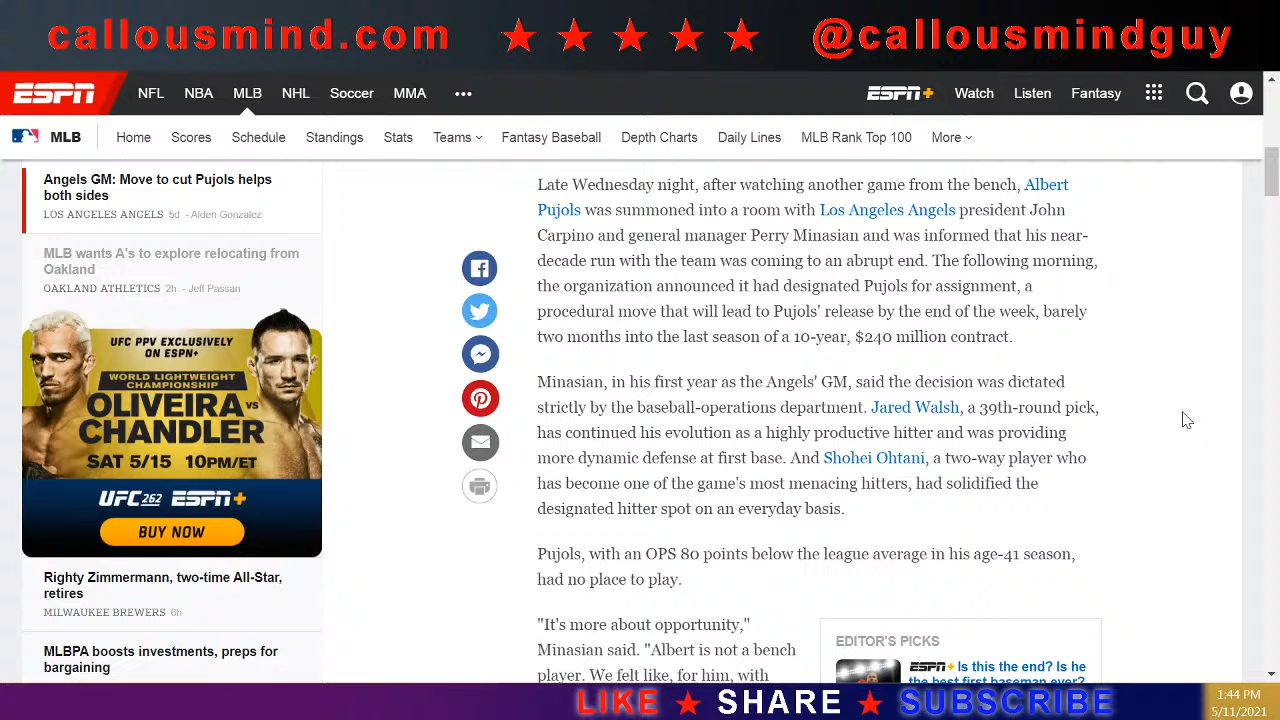 callousmind.com ★ ★ ★ ★ ★ @callousmindguy
ESPN NFL NBA MLB NHL Soccer MMA ••• ESPN+ Watch Listen Fantasy
MLB Home Scores Schedule Standings Stats Teams Fantasy Baseball Depth Charts Daily Lines MLB Rank Top 100 More
Angels GM: Move to cut Pujols helps
both sides
LOS ANGELES ANGELS 5d - Alden Gonzalez
MLB wants A's to explore relocating from
Oakland
OAKLAND ATHLETICS 2h - Jeff Passan
UFC PPV EXCLUSIVELY
ON ESPN+
WORLD LIGHTWEIGHT
CHAMPIONSHIP
OLIVEIRA VS
CHANDLER
SAT 5/15 10PM/ET
UFC 262 ESPN+
BUY NOW
Righty Zimmermann, two-time All-Star,
retires
MILWAUKEE BREWERS 6h
MLBPA boosts investments, preps for
bargaining
Late Wednesday night, after watching another game from the bench, Albert
Pujols was summoned into a room with Los Angeles Angels president John
Carpino and general manager Perry Minasian and was informed that his near-
decade run with the team was coming to an abrupt end. The following morning,
the organization announced it had designated Pujols for assignment, a
procedural move that will lead to Pujols' release by the end of the week, barely
two months into the last season of a 10-year, $240 million contract.
Minasian, in his first year as the Angels' GM, said the decision was dictated
strictly by the baseball-operations department. Jared Walsh, a 39th-round pick,
has continued his evolution as a highly productive hitter and was providing
more dynamic defense at first base. And Shohei Ohtani, a two-way player who
has become one of the game's most menacing hitters, had solidified the
designated hitter spot on an everyday basis.
Pujols, with an OPS 80 points below the league average in his age-41 season,
had no place to play.
"It's more about opportunity,"
Minasian said. "Albert is not a bench
player. We felt like, for him, with
EDITOR'S PICKS
ESPN+ Is this the end? Is he
the best first baseman ever?
LIKE ★ SHARE ★ SUBSCRIBE
1:44 PM
5/11/2021